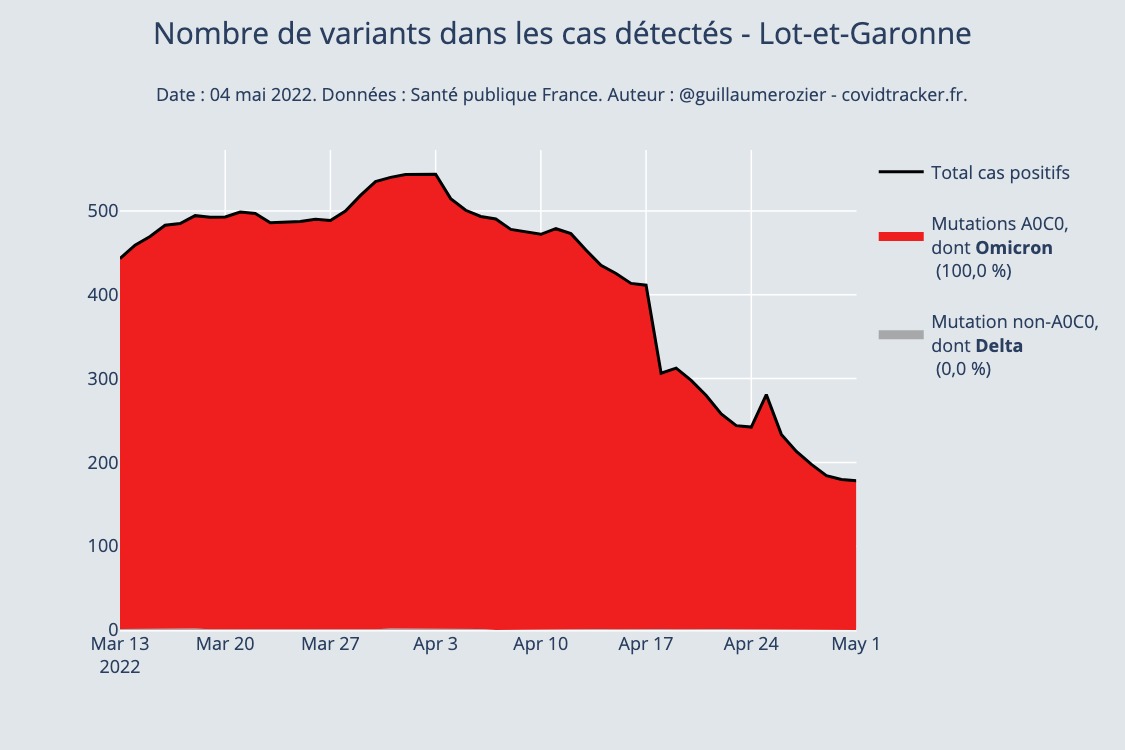 Nombre de variants dans les cas détectés - Lot-et-Garonne
Date : 04 mai 2022. Données : Santé publique France. Auteur : @guillaumerozier - covidtracker.fr.
Total cas positifs
Mutations A0C0,
dont Omicron
(100,0 %)
Mutation non-A0C0,
dont Delta
(0,0 %)
500
400
300
200
100
0
Mar 13
2022
Mar 20
Mar 27
Apr 3
Apr 10
Apr 17
Apr 24
May 1